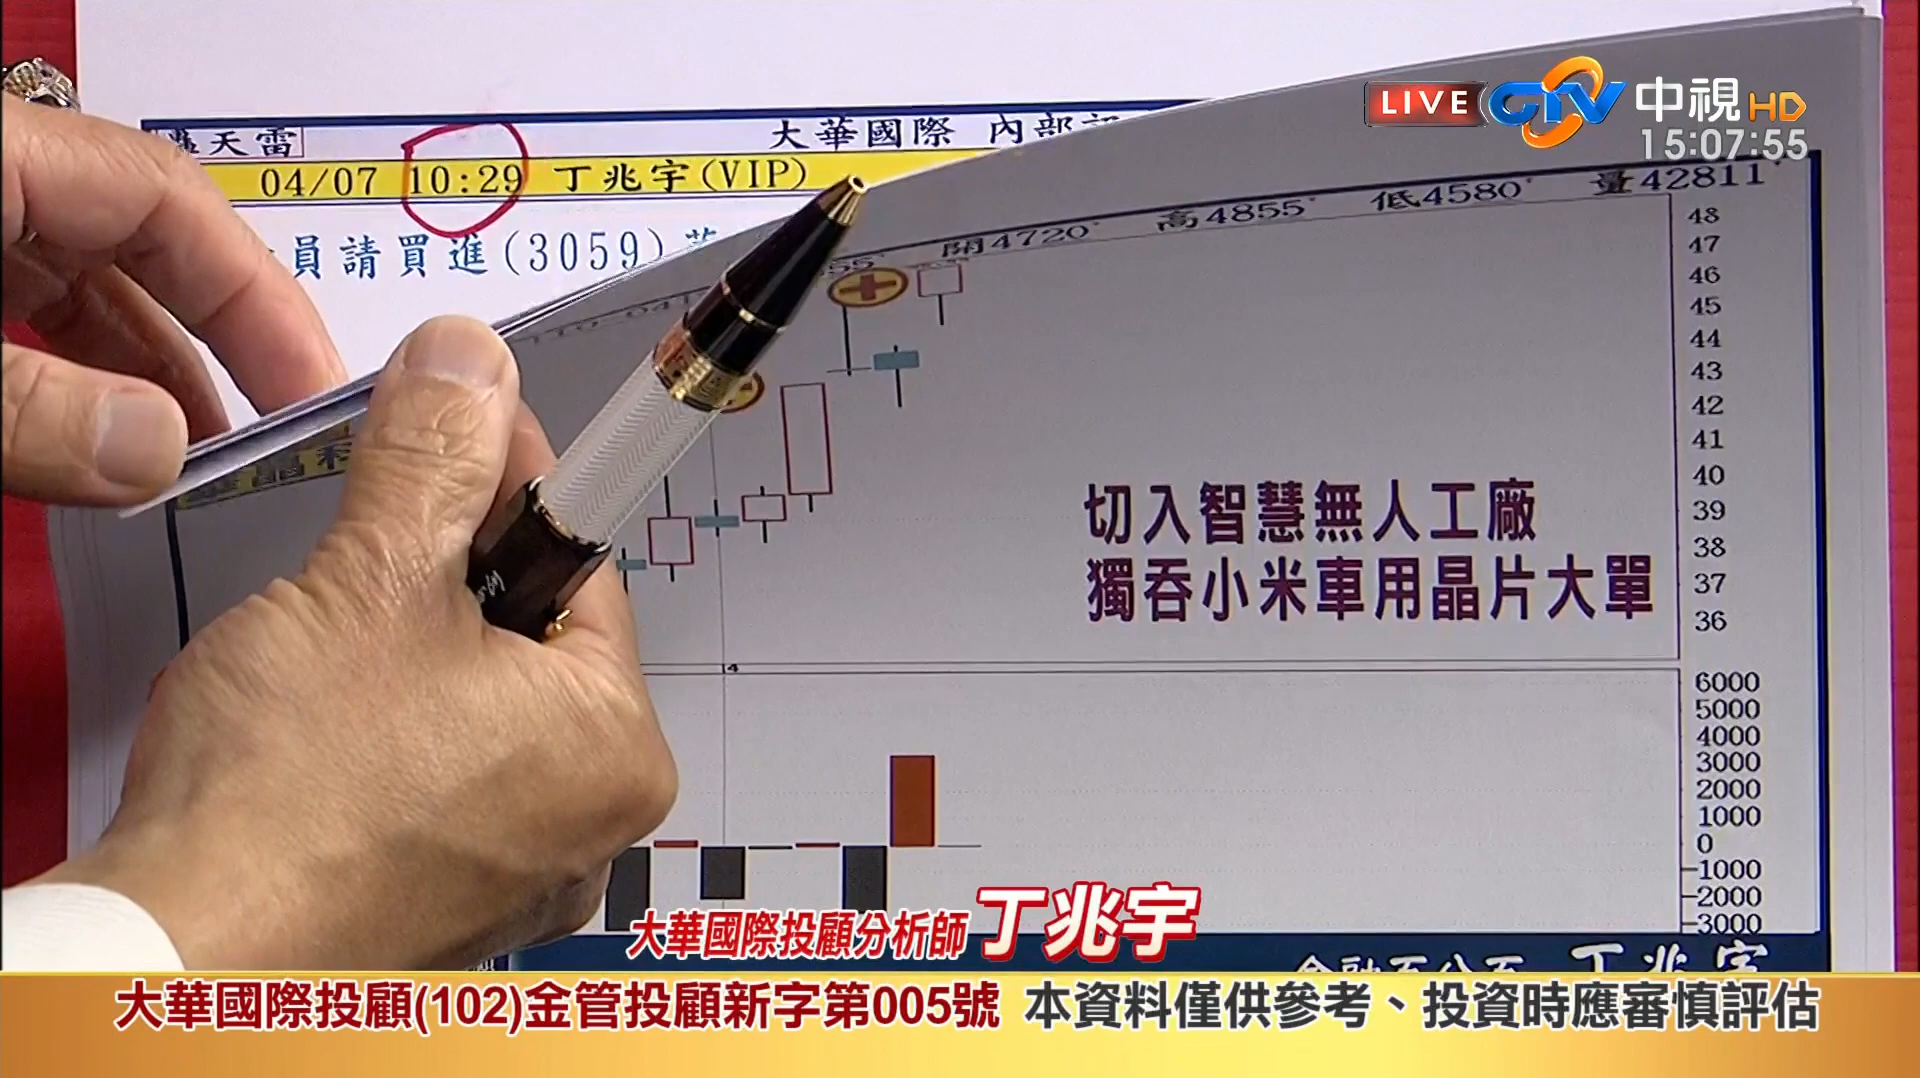 LIVE CTV 中視HD
15:07:55
天雷
大華國際 內部
04/07 10:29 丁兆宇(VIP)
員請買進(3059)
開4720 高4855 低4580 量42811
48
47
46
45
44
43
42
41
40
39
38
37
36
切入智慧無人工廠
獨吞小米車用晶片大單
4
6000
5000
4000
3000
2000
1000
0
-1000
-2000
-3000
大華國際投顧分析師 丁兆宇
丁兆宇
大華國際投顧(102)金管投顧新字第005號 本資料僅供參考、投資時應審慎評估